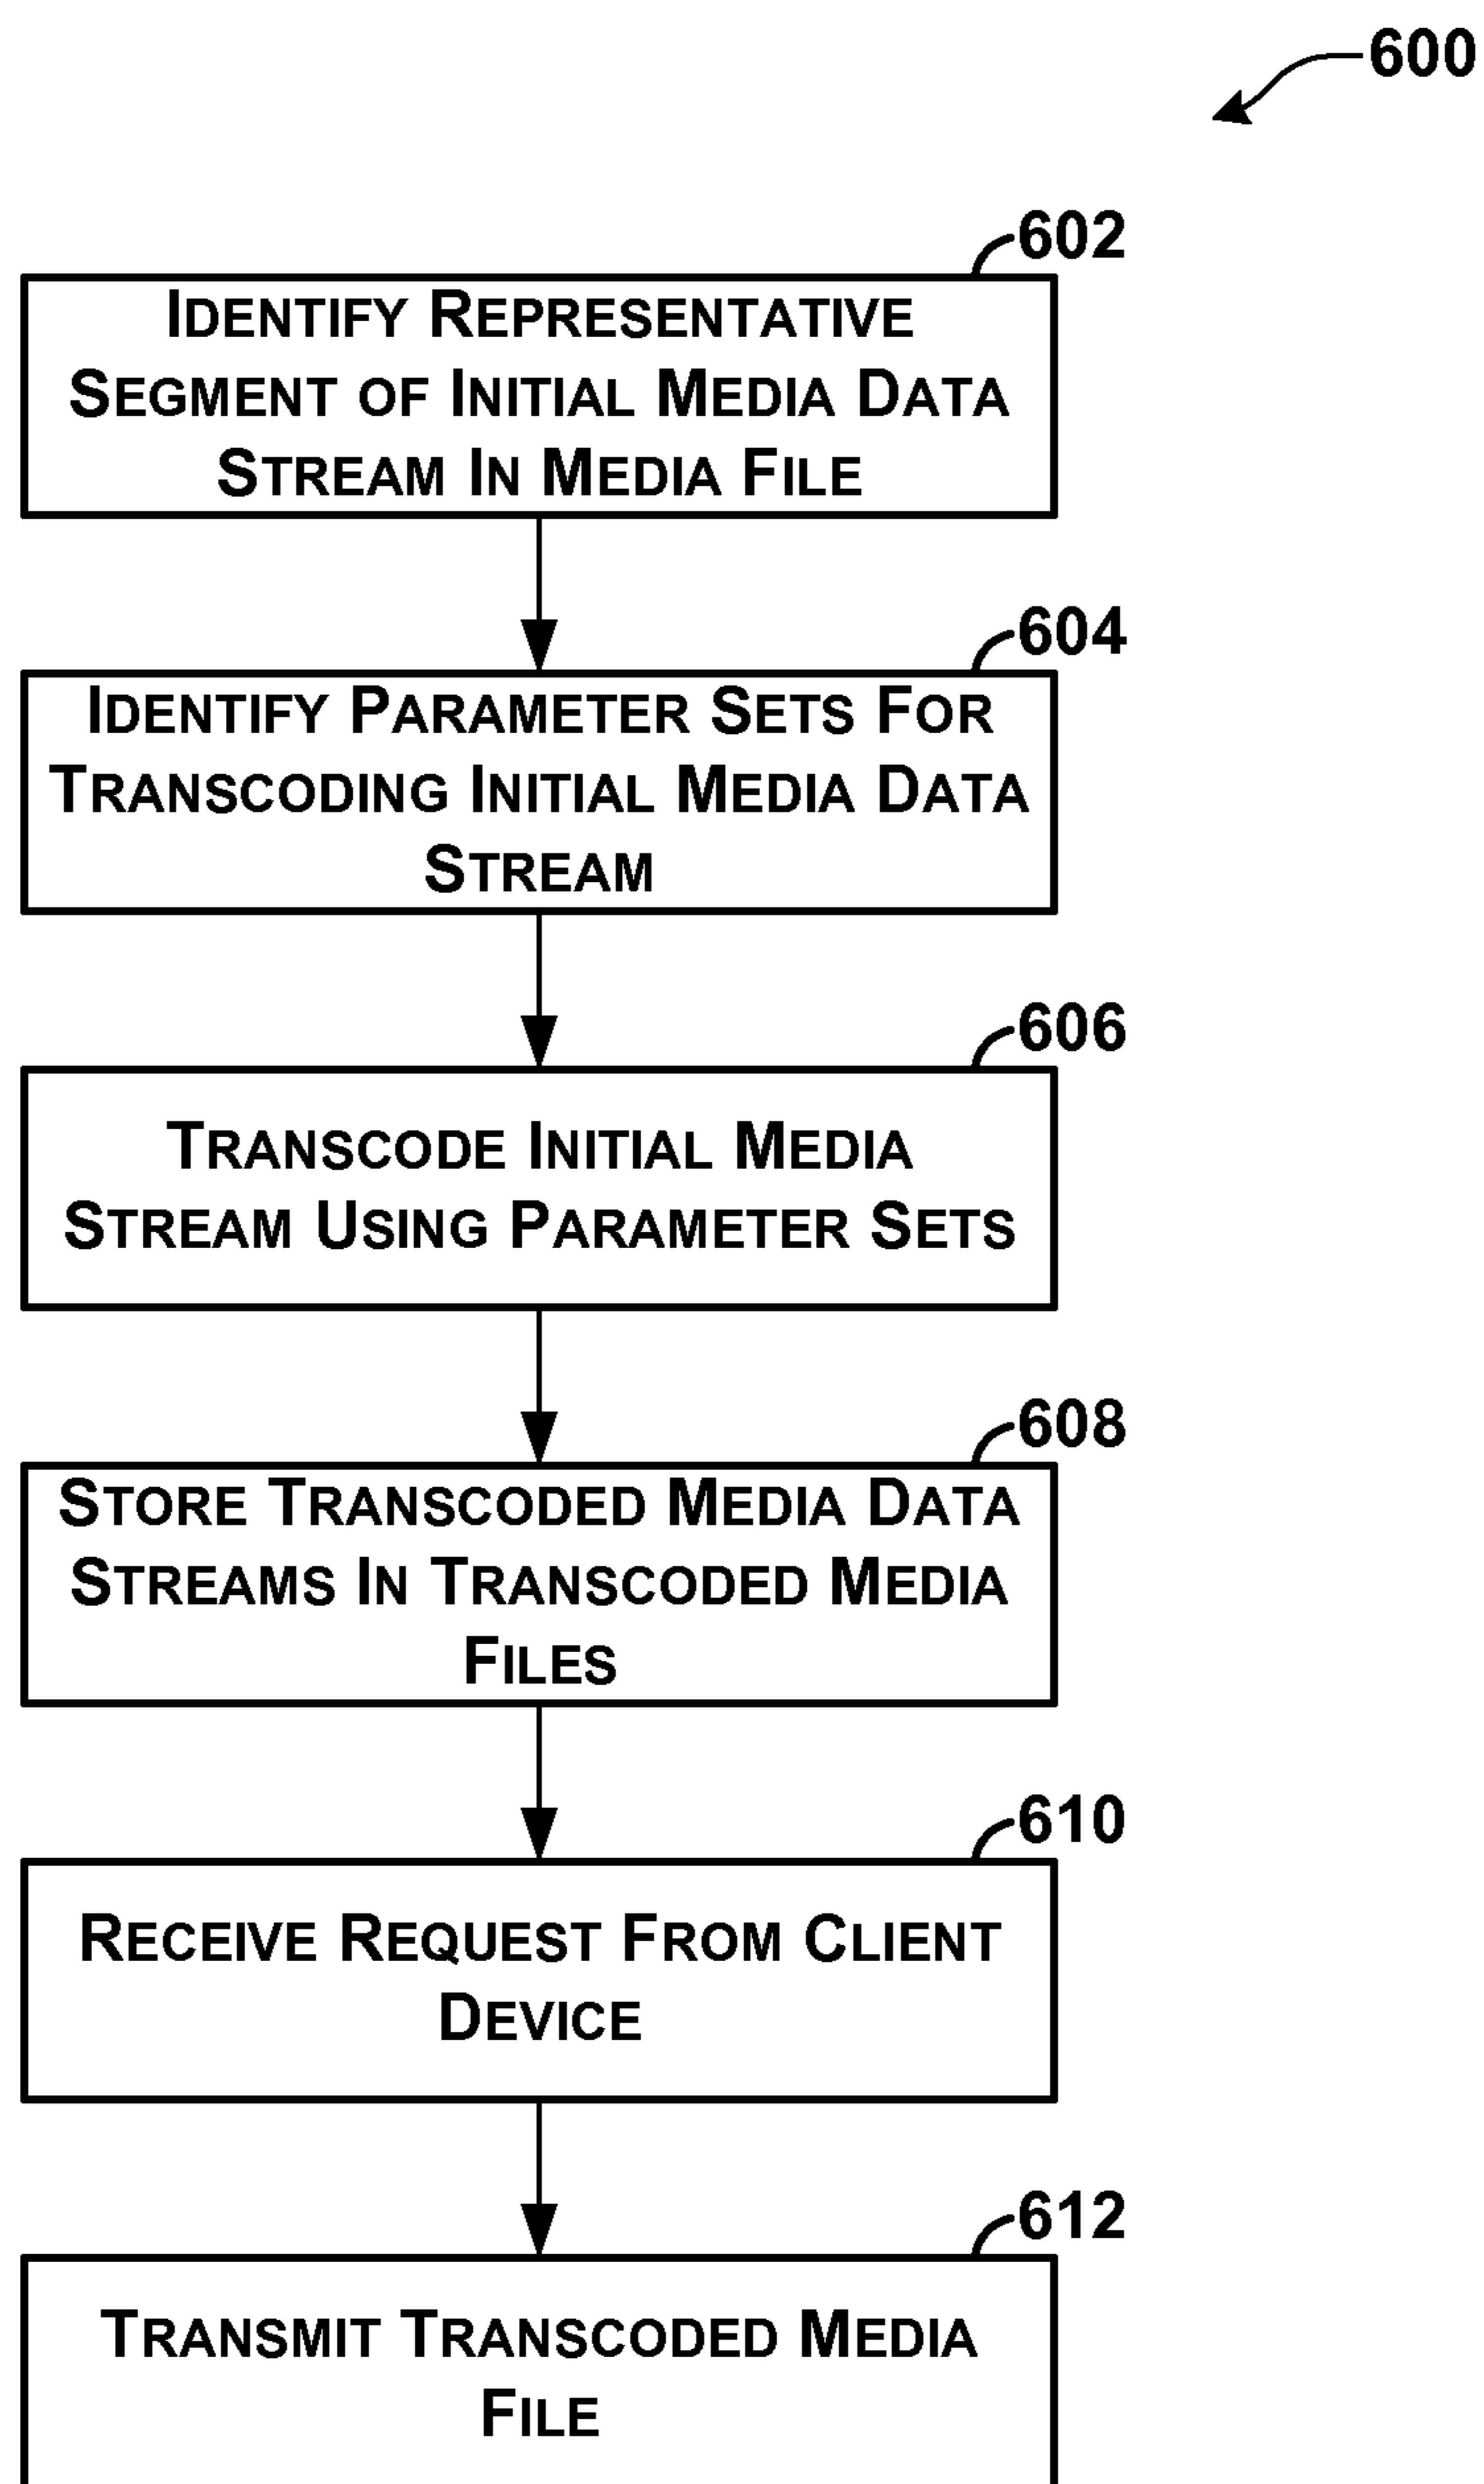 600
602
Identify Representative
Segment of Initial Media Data
Stream In Media File
604
Identify Parameter Sets For
Transcoding Initial Media Data
Stream
606
Transcode Initial Media
Stream Using Parameter Sets
608
Store Transcoded Media Data
Streams In Transcoded Media
Files
610
Receive Request From Client
Device
612
Transmit Transcoded Media
File